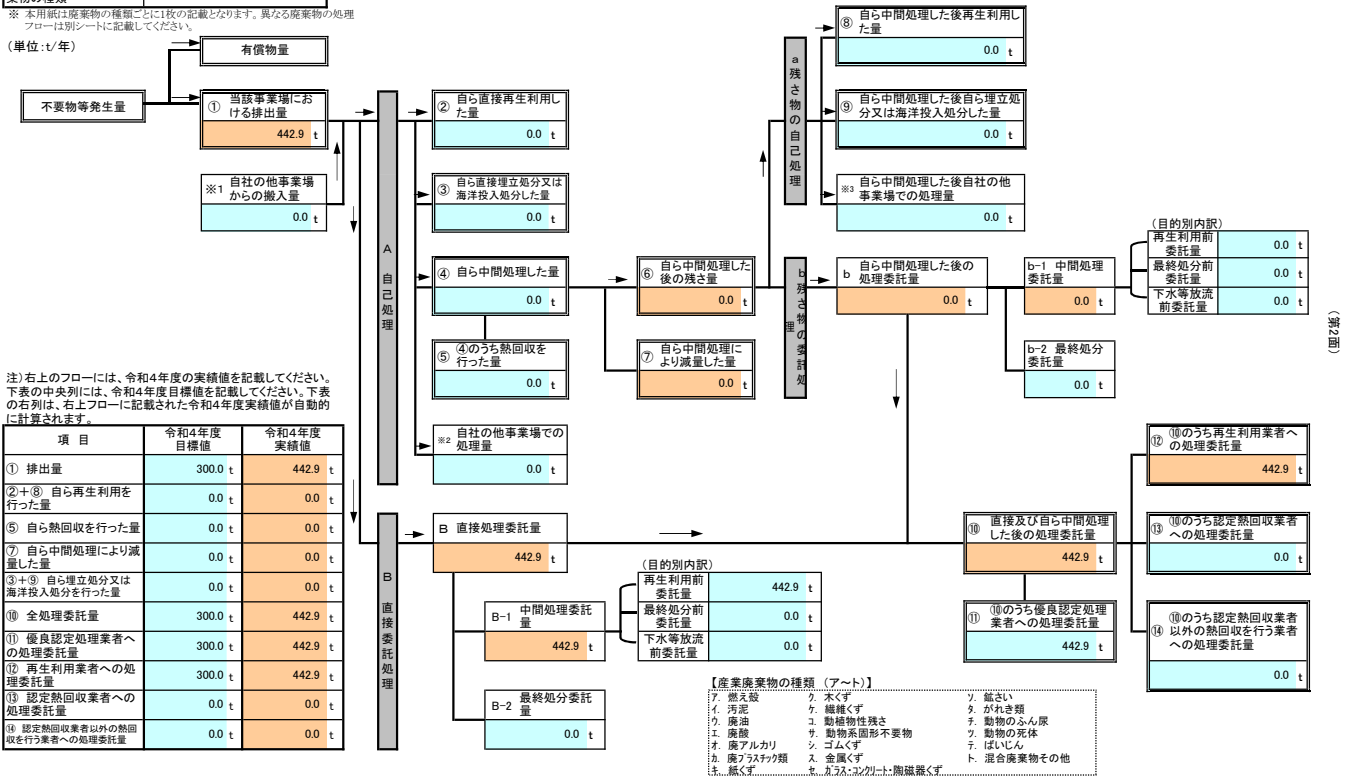 ※ 本用紙は廃棄物の種類ごとに1枚の記載となります。異なる廃棄物の処理
フローは別シートに記載してください。
(単位:t/年)
有償物量
不要物等発生量
① 当該事業場にお
ける排出量
442.9 t
※1 自社の他事業場
からの搬入量
0.0 t
A 自己処理
② 自ら直接再生利用し
た量
0.0 t
③ 自ら直接埋立処分又は
海洋投入処分した量
0.0 t
④ 自ら中間処理した量
0.0 t
⑤ ④のうち熱回収を
行った量
0.0 t
※2 自社の他事業場での
処理量
0.0 t
⑥ 自ら中間処理した
後の残さ量
0.0 t
⑦ 自ら中間処理によ
り減量した量
0.0 t
a 残さ物の自己処理
⑧ 自ら中間処理した後再生利用し
た量
0.0 t
⑨ 自ら中間処理した後自ら埋立処
分又は海洋投入処分した量
0.0 t
※3 自ら中間処理した後自社の他
事業場での処理量
0.0 t
b 残さ物の委託処理
b 自ら中間処理した後の
処理委託量
0.0 t
b-1 中間処理
委託量
0.0 t
b-2 最終処分
委託量
0.0 t
(目的別内訳)
再生利用前
委託量 0.0 t
最終処分前
委託量 0.0 t
下水等放流
前委託量 0.0 t
(第2面)
注)右上のフローには、令和4年度の実績値を記載してください。
下表の中央列には、令和4年度目標値を記載してください。下表
の右列は、右上フローに記載された令和4年度実績値が自動的
に計算されます。
項 目 令和4年度
目標値 令和4年度
実績値
① 排出量 300.0 t 442.9 t
②+⑧ 自ら再生利用を
行った量 0.0 t 0.0 t
⑤ 自ら熱回収を行った量 0.0 t 0.0 t
⑦ 自ら中間処理により減
量した量 0.0 t 0.0 t
③+⑨ 自ら埋立処分又は
海洋投入処分を行った量 0.0 t 0.0 t
⑩ 全処理委託量 300.0 t 442.9 t
⑪ 優良認定処理業者へ
の処理委託量 300.0 t 442.9 t
⑫ 再生利用業者への処
理委託量 300.0 t 442.9 t
⑬ 認定熱回収業者への
処理委託量 0.0 t 0.0 t
⑭ 認定熱回収業者以外の熱回
収を行う業者への処理委託量 0.0 t 0.0 t
B 直接委託処理
B 直接処理委託量
442.9 t
B-1 中間処理委託
量
442.9 t
B-2 最終処分委託
量
0.0 t
(目的別内訳)
再生利用前
委託量 442.9 t
最終処分前
委託量 0.0 t
下水等放流
前委託量 0.0 t
⑩ 直接及び自ら中間処理
した後の処理委託量
442.9 t
⑪ ⑩のうち優良認定処理
業者への処理委託量
442.9 t
⑫ ⑩のうち再生利用業者へ
の処理委託量
442.9 t
⑬ ⑩のうち認定熱回収業者
への処理委託量
0.0 t
⑭ ⑩のうち認定熱回収業者
以外の熱回収を行う業者
への処理委託量
0.0 t
【産業廃棄物の種類 (ア~ト)】
ア. 燃え殻 ク. 木くず ソ. 鉱さい
イ. 汚泥 ケ. 繊維くず タ. がれき類
ウ. 廃油 コ. 動植物性残さ チ. 動物のふん尿
エ. 廃酸 サ. 動物系固形不要物 ツ. 動物の死体
オ. 廃アルカリ シ. ゴムくず テ. ばいじん
カ. 廃プラスチック類 ス. 金属くず ト. 混合廃棄物その他
キ. 紙くず セ. ガラス・コンクリート・陶磁器くず